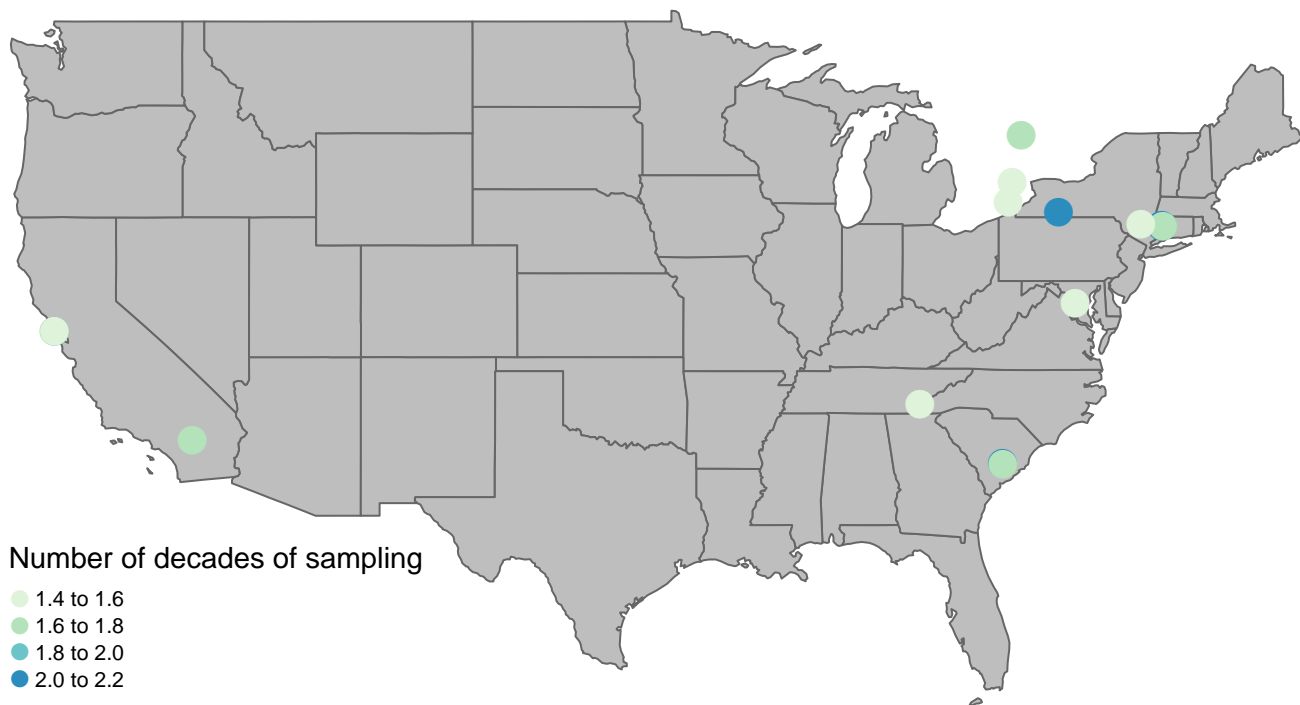 Number of decades of sampling
1.4 to 1.6
1.6 to 1.8
1.8 to 2.0
2.0 to 2.2